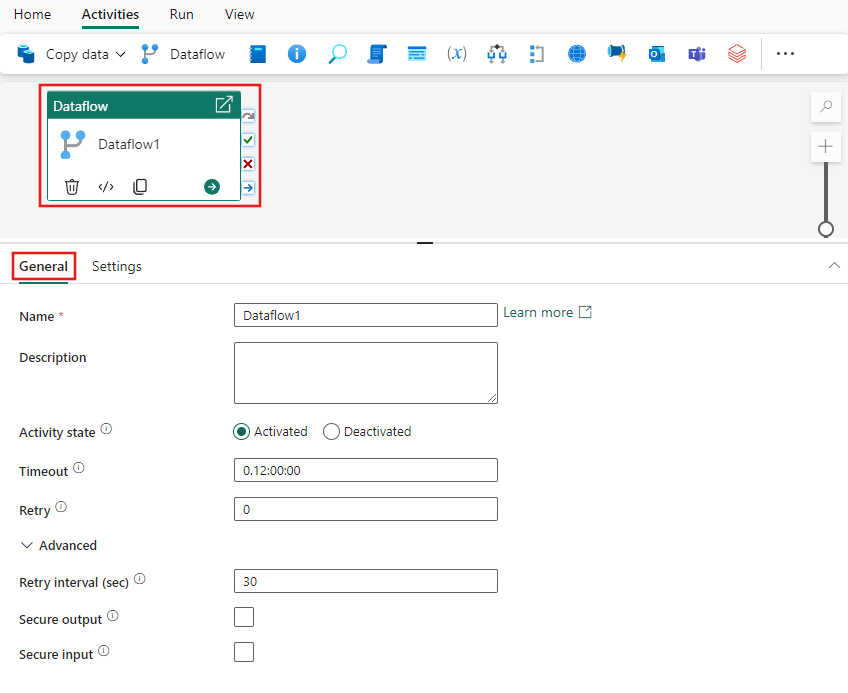 Home Activities Run View
Copy data Dataflow (x)
Dataflow
Dataflow1
General Settings
Name * Dataflow1 Learn more
Description
Activity state Activated Deactivated
Timeout 0.12:00:00
Retry 0
Advanced
Retry interval (sec) 30
Secure output
Secure input